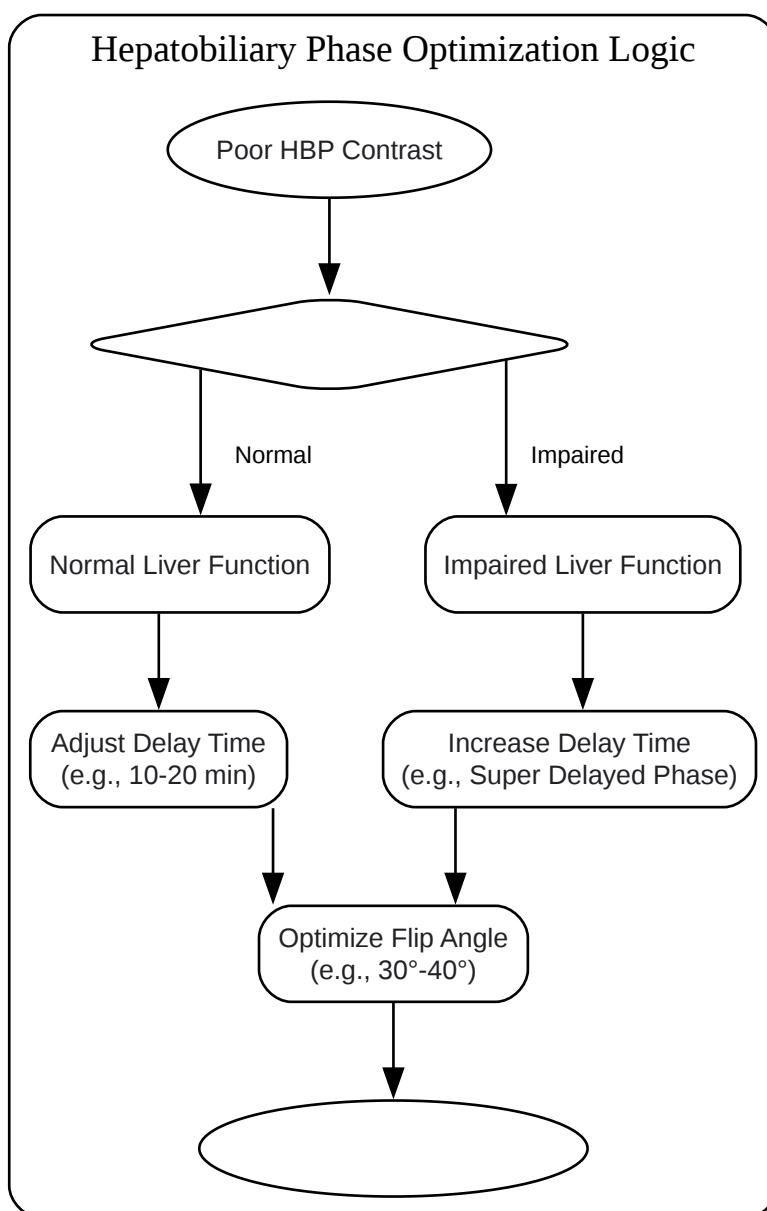 Hepatobiliary Phase Optimization Logic
Poor HBP Contrast
Normal
Impaired
Normal Liver Function
Impaired Liver Function
Adjust Delay Time
(e.g., 10-20 min)
Increase Delay Time
(e.g., Super Delayed Phase)
Optimize Flip Angle
(e.g., 30°-40°)